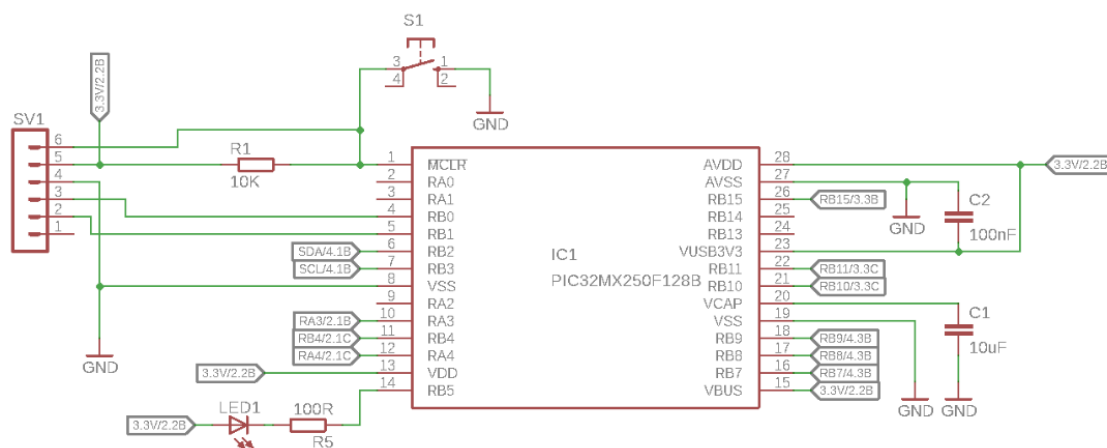 S1
3 1
4 2
GND
3.3V/2.2B
SV1
6
5
4
3
2
1
R1
10K
IC1
PIC32MX250F128B
1 MCLR
2 RA0
3 RA1
4 RB0
5 RB1
SDA/4.1B 6 RB2
SCL/4.1B 7 RB3
8 VSS
9 RA2
RA3/2.1B 10 RA3
RB4/2.1C 11 RB4
RA4/2.1C 12 RA4
3.3V/2.2B 13 VDD
14 RB5
GND
3.3V/2.2B LED1 100R
R5
AVDD 28 3.3V/2.2B
AVSS 27
RB15 26 RB15/3.3B
RB14 25
RB13 24
VUSB3V3 23
RB11 22 RB11/3.3C
RB10 21 RB10/3.3C
VCAP 20
VSS 19
RB9 18 RB9/4.3B
RB8 17 RB8/4.3B
RB7 16 RB7/4.3B
VBUS 15 3.3V/2.2B
GND
C2
100nF
C1
10uF
GND GND